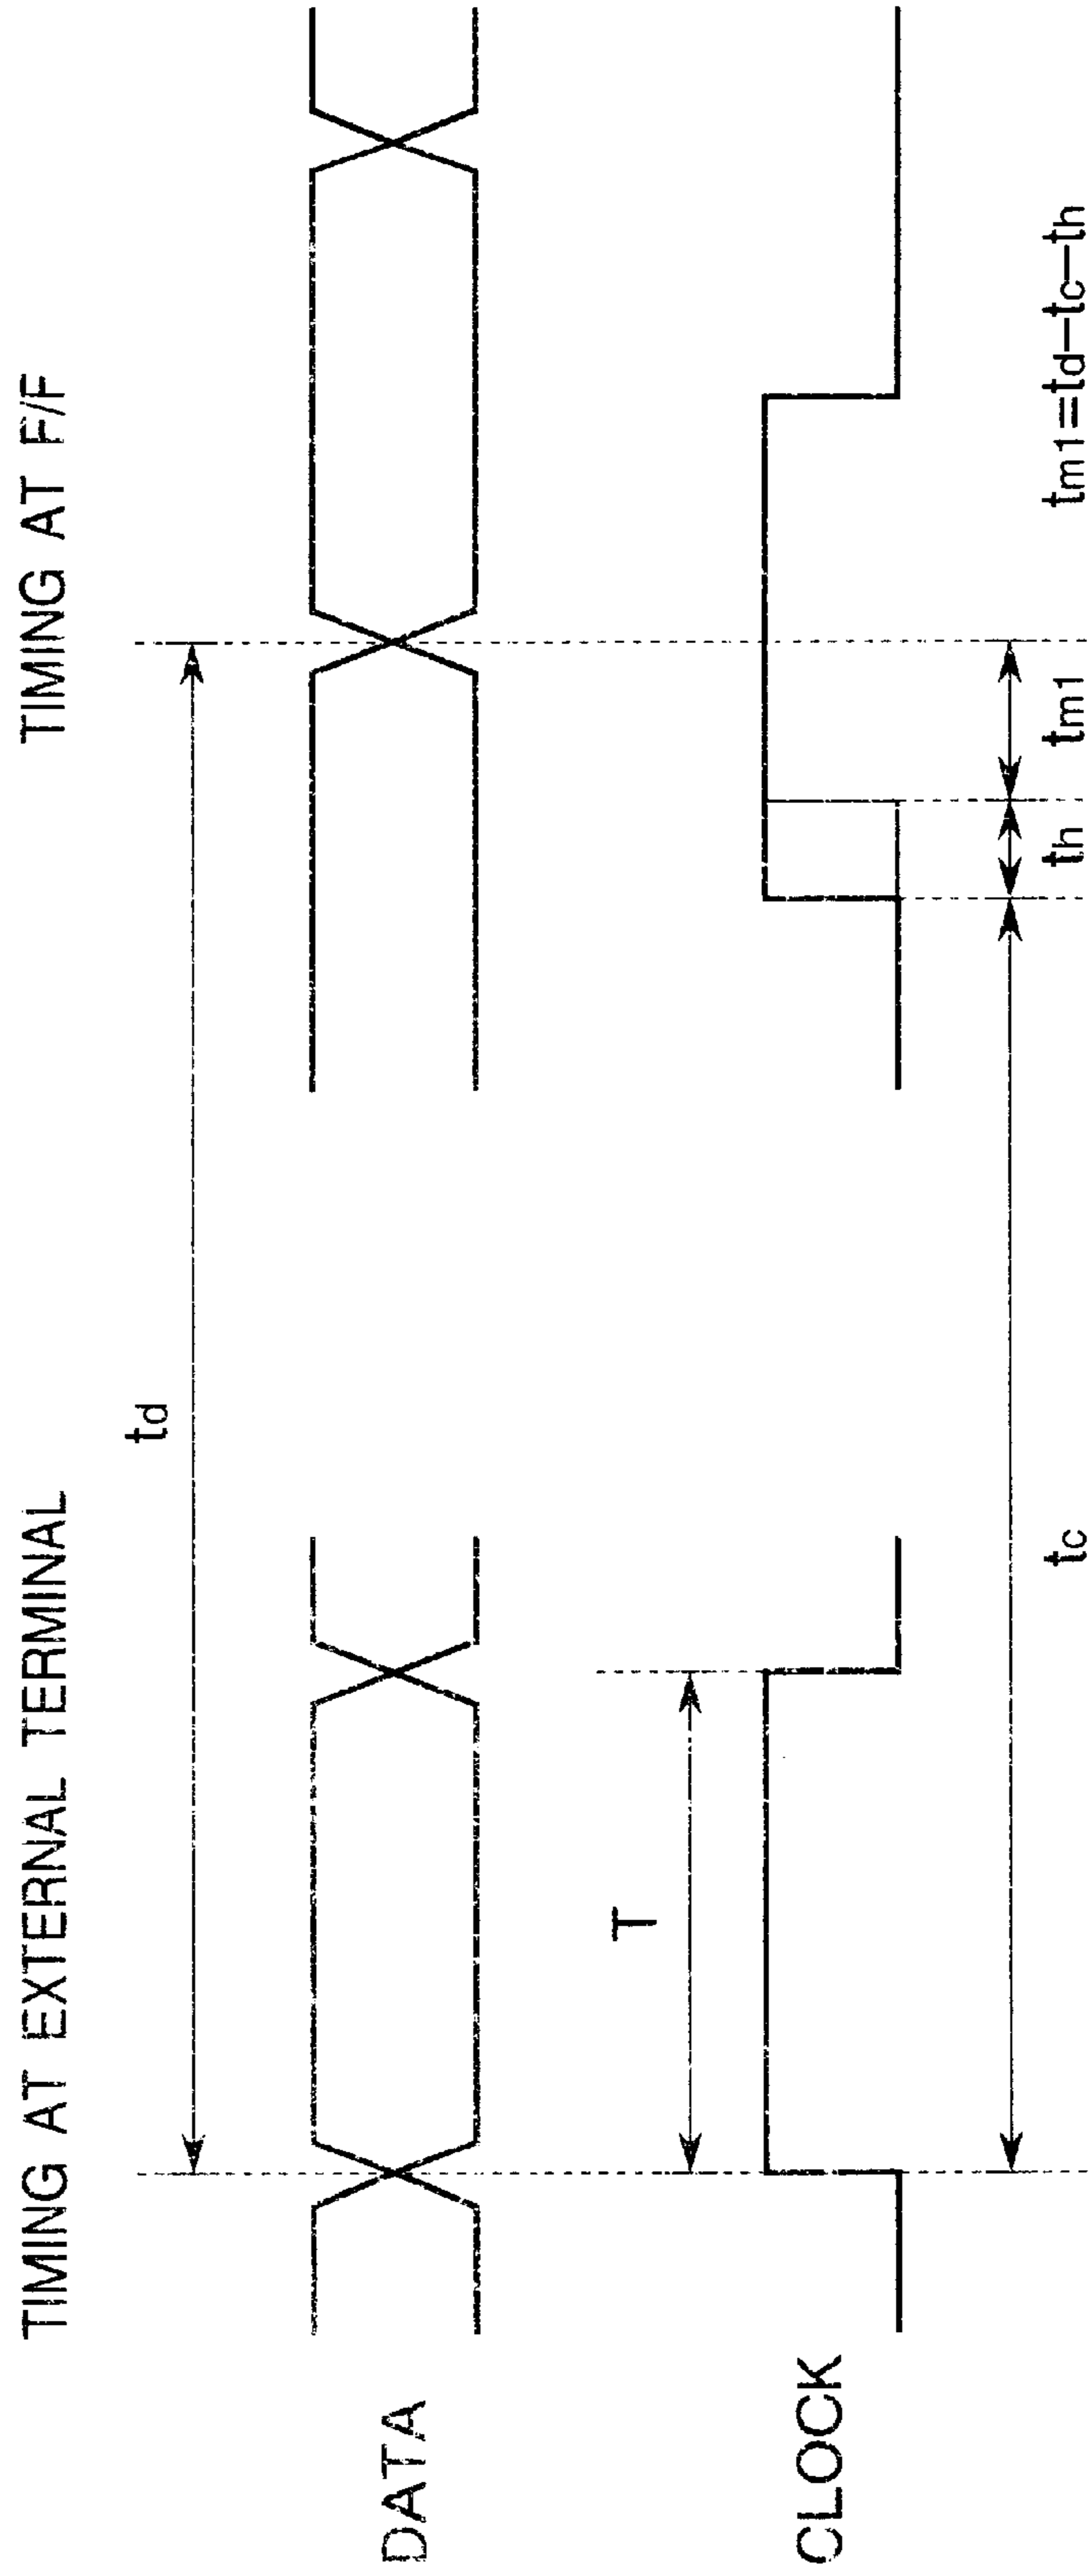 TIMING AT EXTERNAL TERMINAL
TIMING AT F/F
td
DATA
T
CLOCK
tc
th
tm1
tm1=td−tc−th